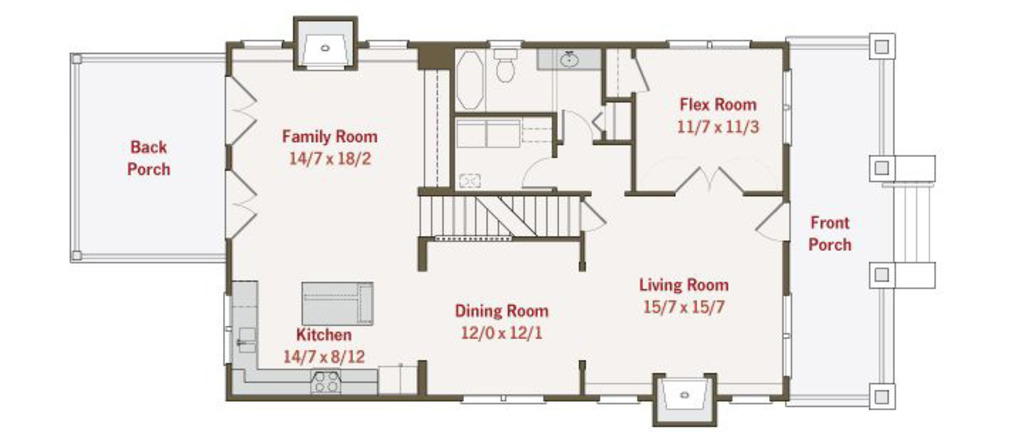 Back
Porch
Family Room
14/7 x 18/2
Flex Room
11/7 x 11/3
Front
Porch
Living Room
15/7 x 15/7
Dining Room
12/0 x 12/1
Kitchen
14/7 x 8/12